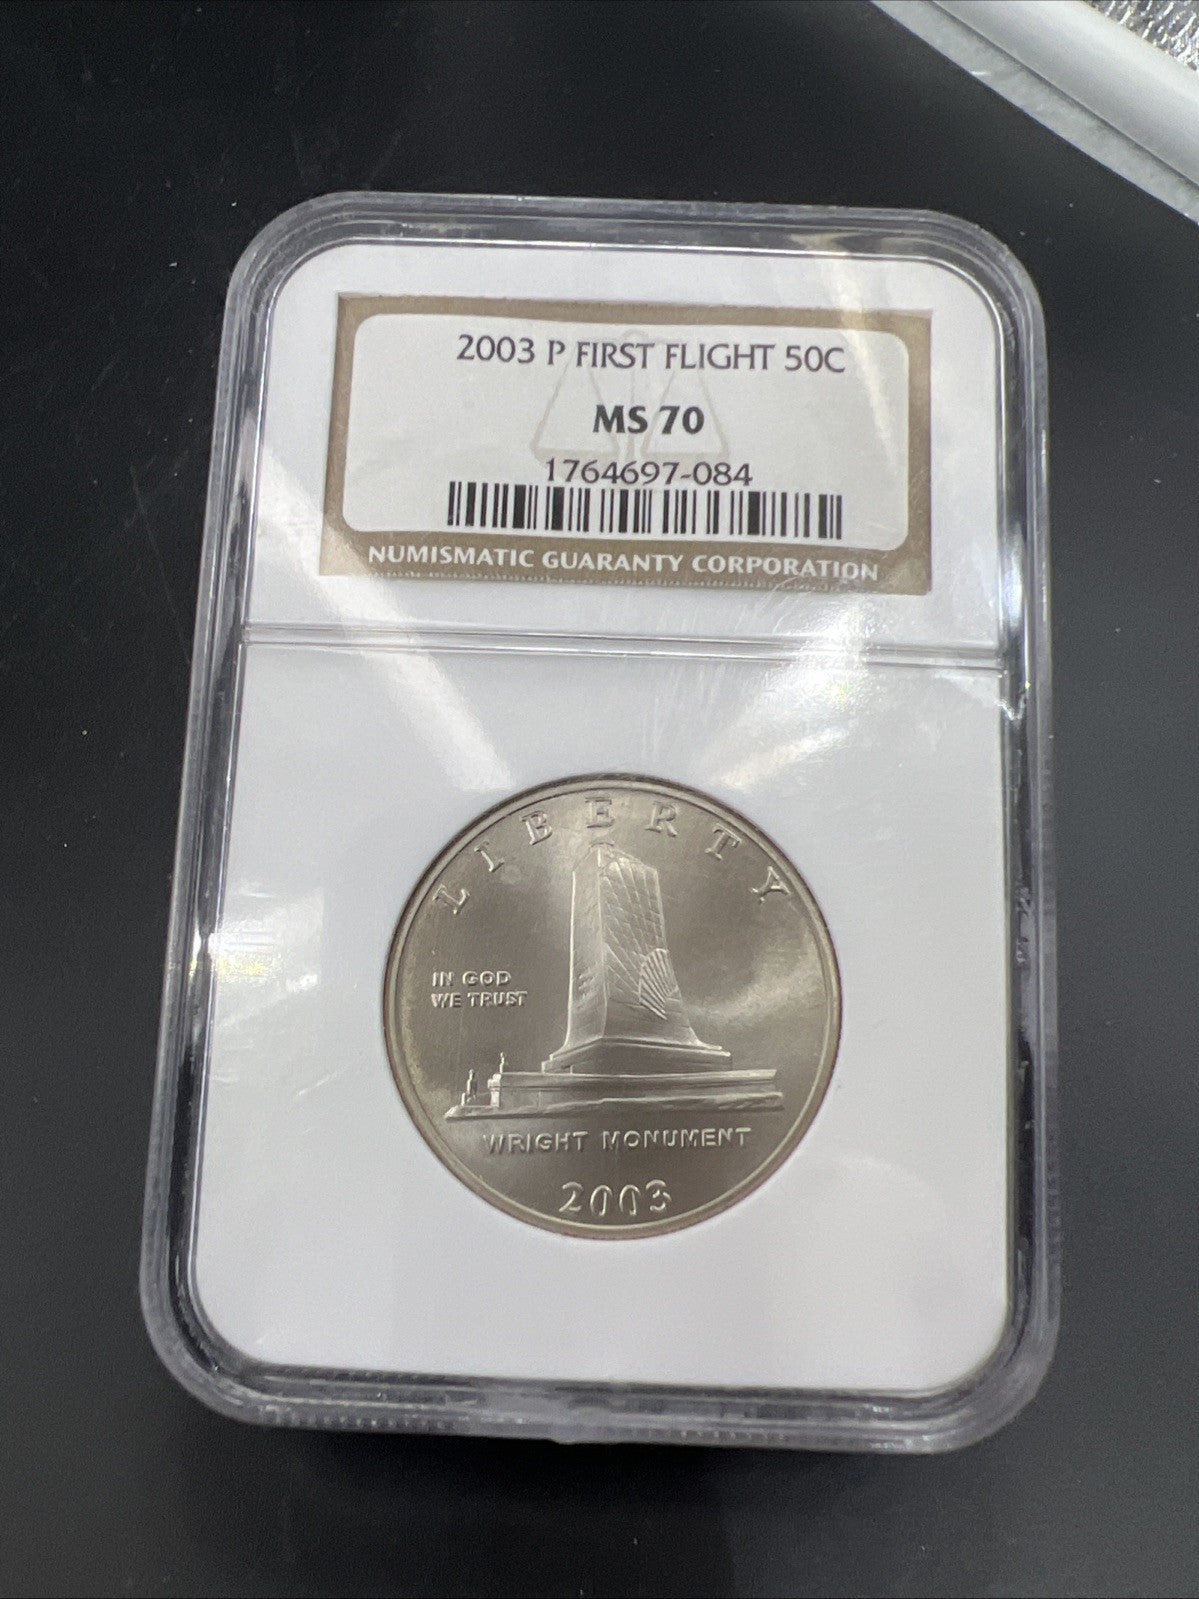 2003 P FIRST FLIGHT 50C
MS 70
1764697-084
NUMISMATIC GUARANTY CORPORATION
LIBERTY
IN GOD
WE TRUST
WRIGHT MONUMENT
2003